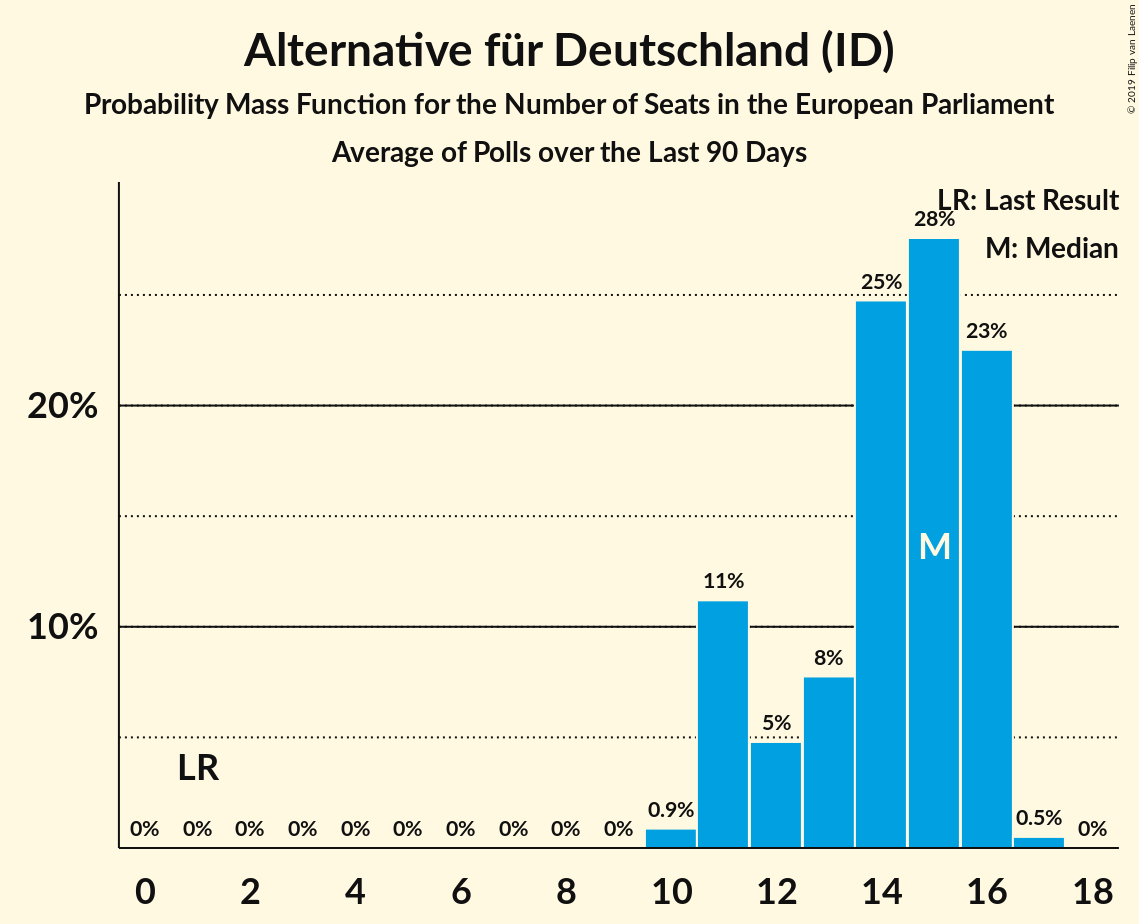 Alternative für Deutschland (ID)
Probability Mass Function for the Number of Seats in the European Parliament
Average of Polls over the Last 90 Days
© 2019 Filip van Laenen
LR: Last Result
M: Median
28%
25%
23%
20%
M
11%
10%
8%
5%
LR
0% 0% 0% 0% 0% 0% 0% 0% 0% 0% 0.9% 0.5% 0%
0 2 4 6 8 10 12 14 16 18